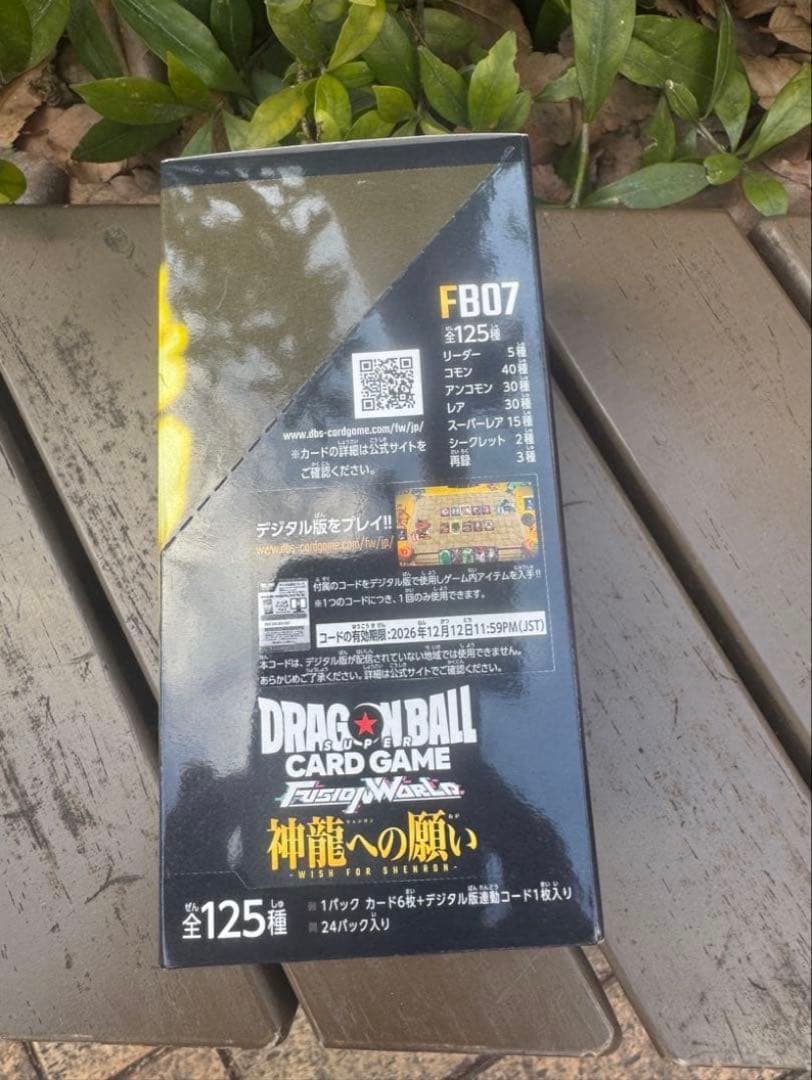 FB07
全125種
リーダー 5種
コモン 40種
アンコモン 30種
レア 30種
スーパーレア 15種
シークレット 2種
再録 3種
www.dbs-cardgame.com/fw/jp/
※カードの詳細は公式サイトを
ご確認ください。
デジタル版をプレイ!!
www.dbs-cardgame.com/fw/jp/
付属のコードをデジタル版で使用しゲーム内アイテムを入手!!
※1つのコードにつき、1回のみ使用できます。
コードの有効期限:2026年12月12日11:59PM(JST)
本コードは、デジタル版が配信されていない地域では使用できません。
あらかじめご了承ください。詳細は公式サイトでご確認ください。
DRAGON BALL
SUPER
CARD GAME
FUSION WORLD
神龍への願い
-WISH FOR SHENRON-
全125種
1パック カード6枚+デジタル版連動コード1枚入り
24パック入り